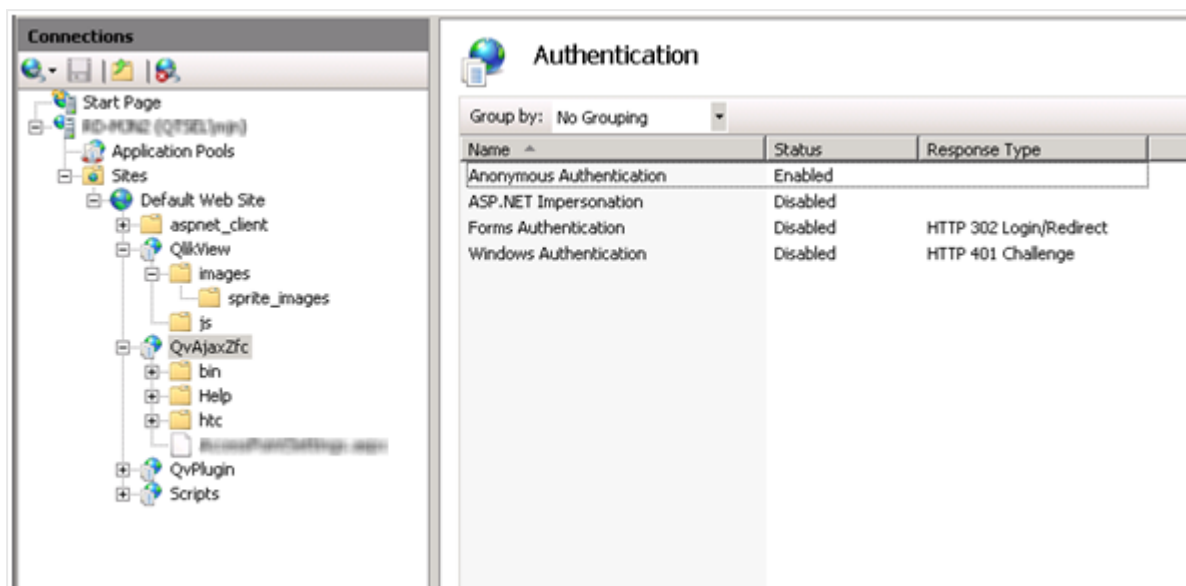 Connections
Start Page
Application Pools
Sites
Default Web Site
aspnet_client
QlikView
images
sprite_images
js
QvAjaxZfc
bin
Help
htc
QvPlugin
Scripts
Authentication
Group by: No Grouping
Name Status Response Type
Anonymous Authentication Enabled
ASP.NET Impersonation Disabled
Forms Authentication Disabled HTTP 302 Login/Redirect
Windows Authentication Disabled HTTP 401 Challenge